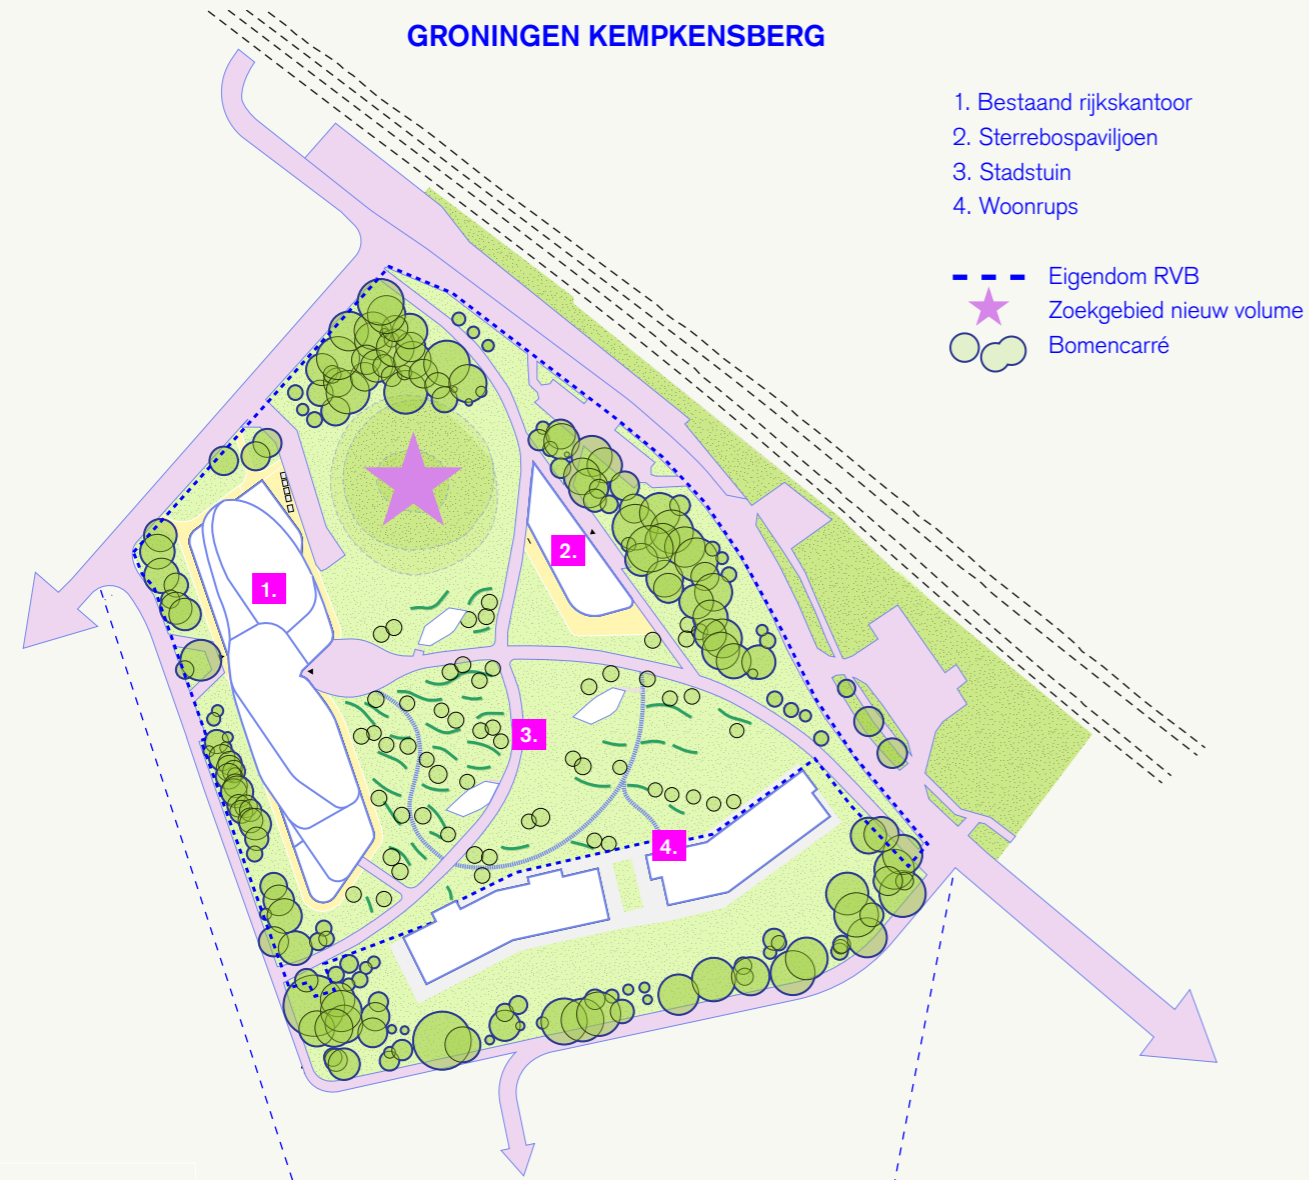 GRONINGEN KEMPKENSBERG
1. Bestaand rijkskantoor
2. Sterrebospaviljoen
3. Stadstuin
4. Woonrups
Eigendom RVB
Zoekgebied nieuw volume
Bomencarré
1.
2.
3.
4.